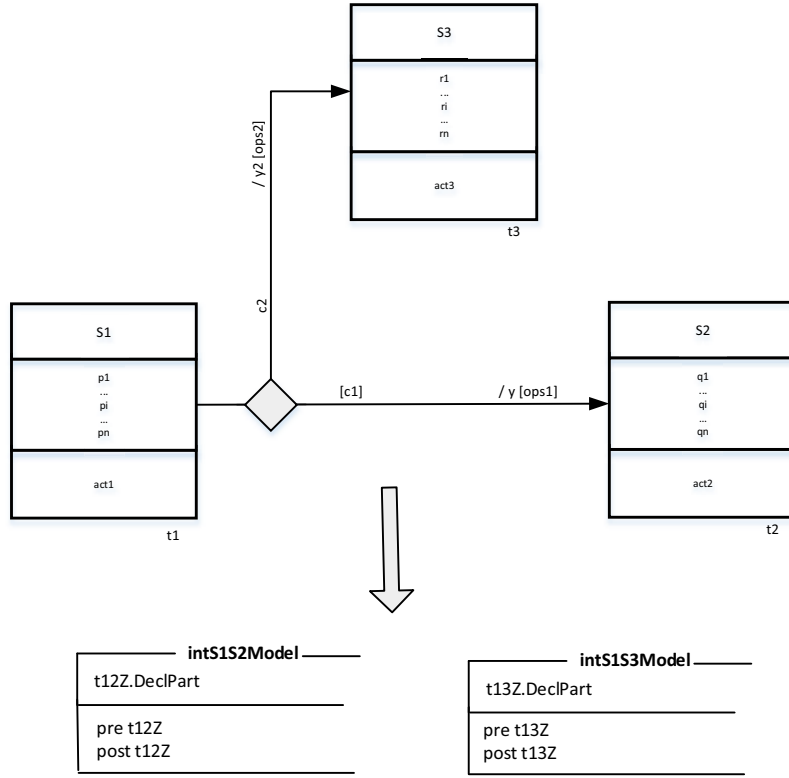 S3
r1
...
ri
...
rn
act3
t3
/ y2 [ops2]
c2
S1
p1
...
pi
...
pn
act1
t1
[c1]
/ y [ops1]
S2
q1
...
qi
...
qn
act2
t2
intS1S2Model
t12Z.DeclPart
pre t12Z
post t12Z
intS1S3Model
t13Z.DeclPart
pre t13Z
post t13Z